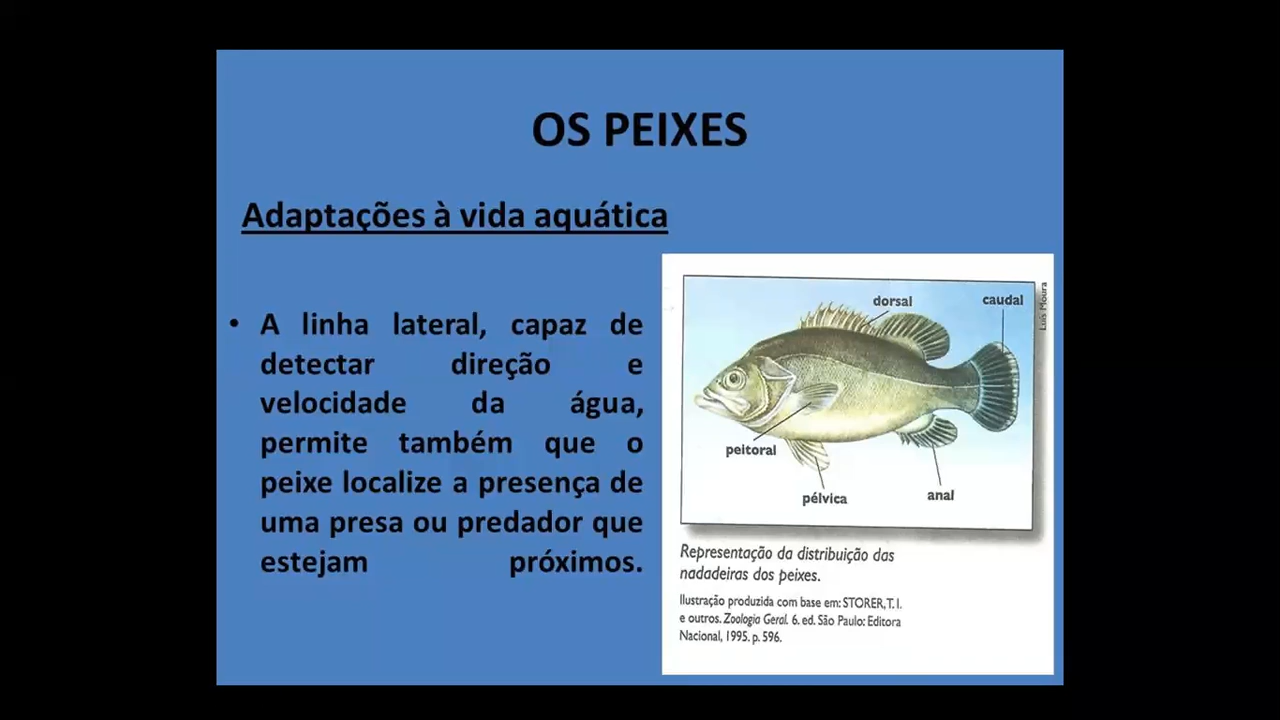 OS PEIXES
Adaptações à vida aquática
• A linha lateral, capaz de
detectar direção e
velocidade da água,
permite também que o
peixe localize a presença de
uma presa ou predador que
estejam próximos.
dorsal
caudal
Luis Moura
peitoral
pélvica
anal
Representação da distribuição das
nadadeiras dos peixes.
Ilustração produzida com base em: STORER, T. I.
e outros. Zoologia Geral. 6. ed. São Paulo: Editora
Nacional, 1995. p. 596.